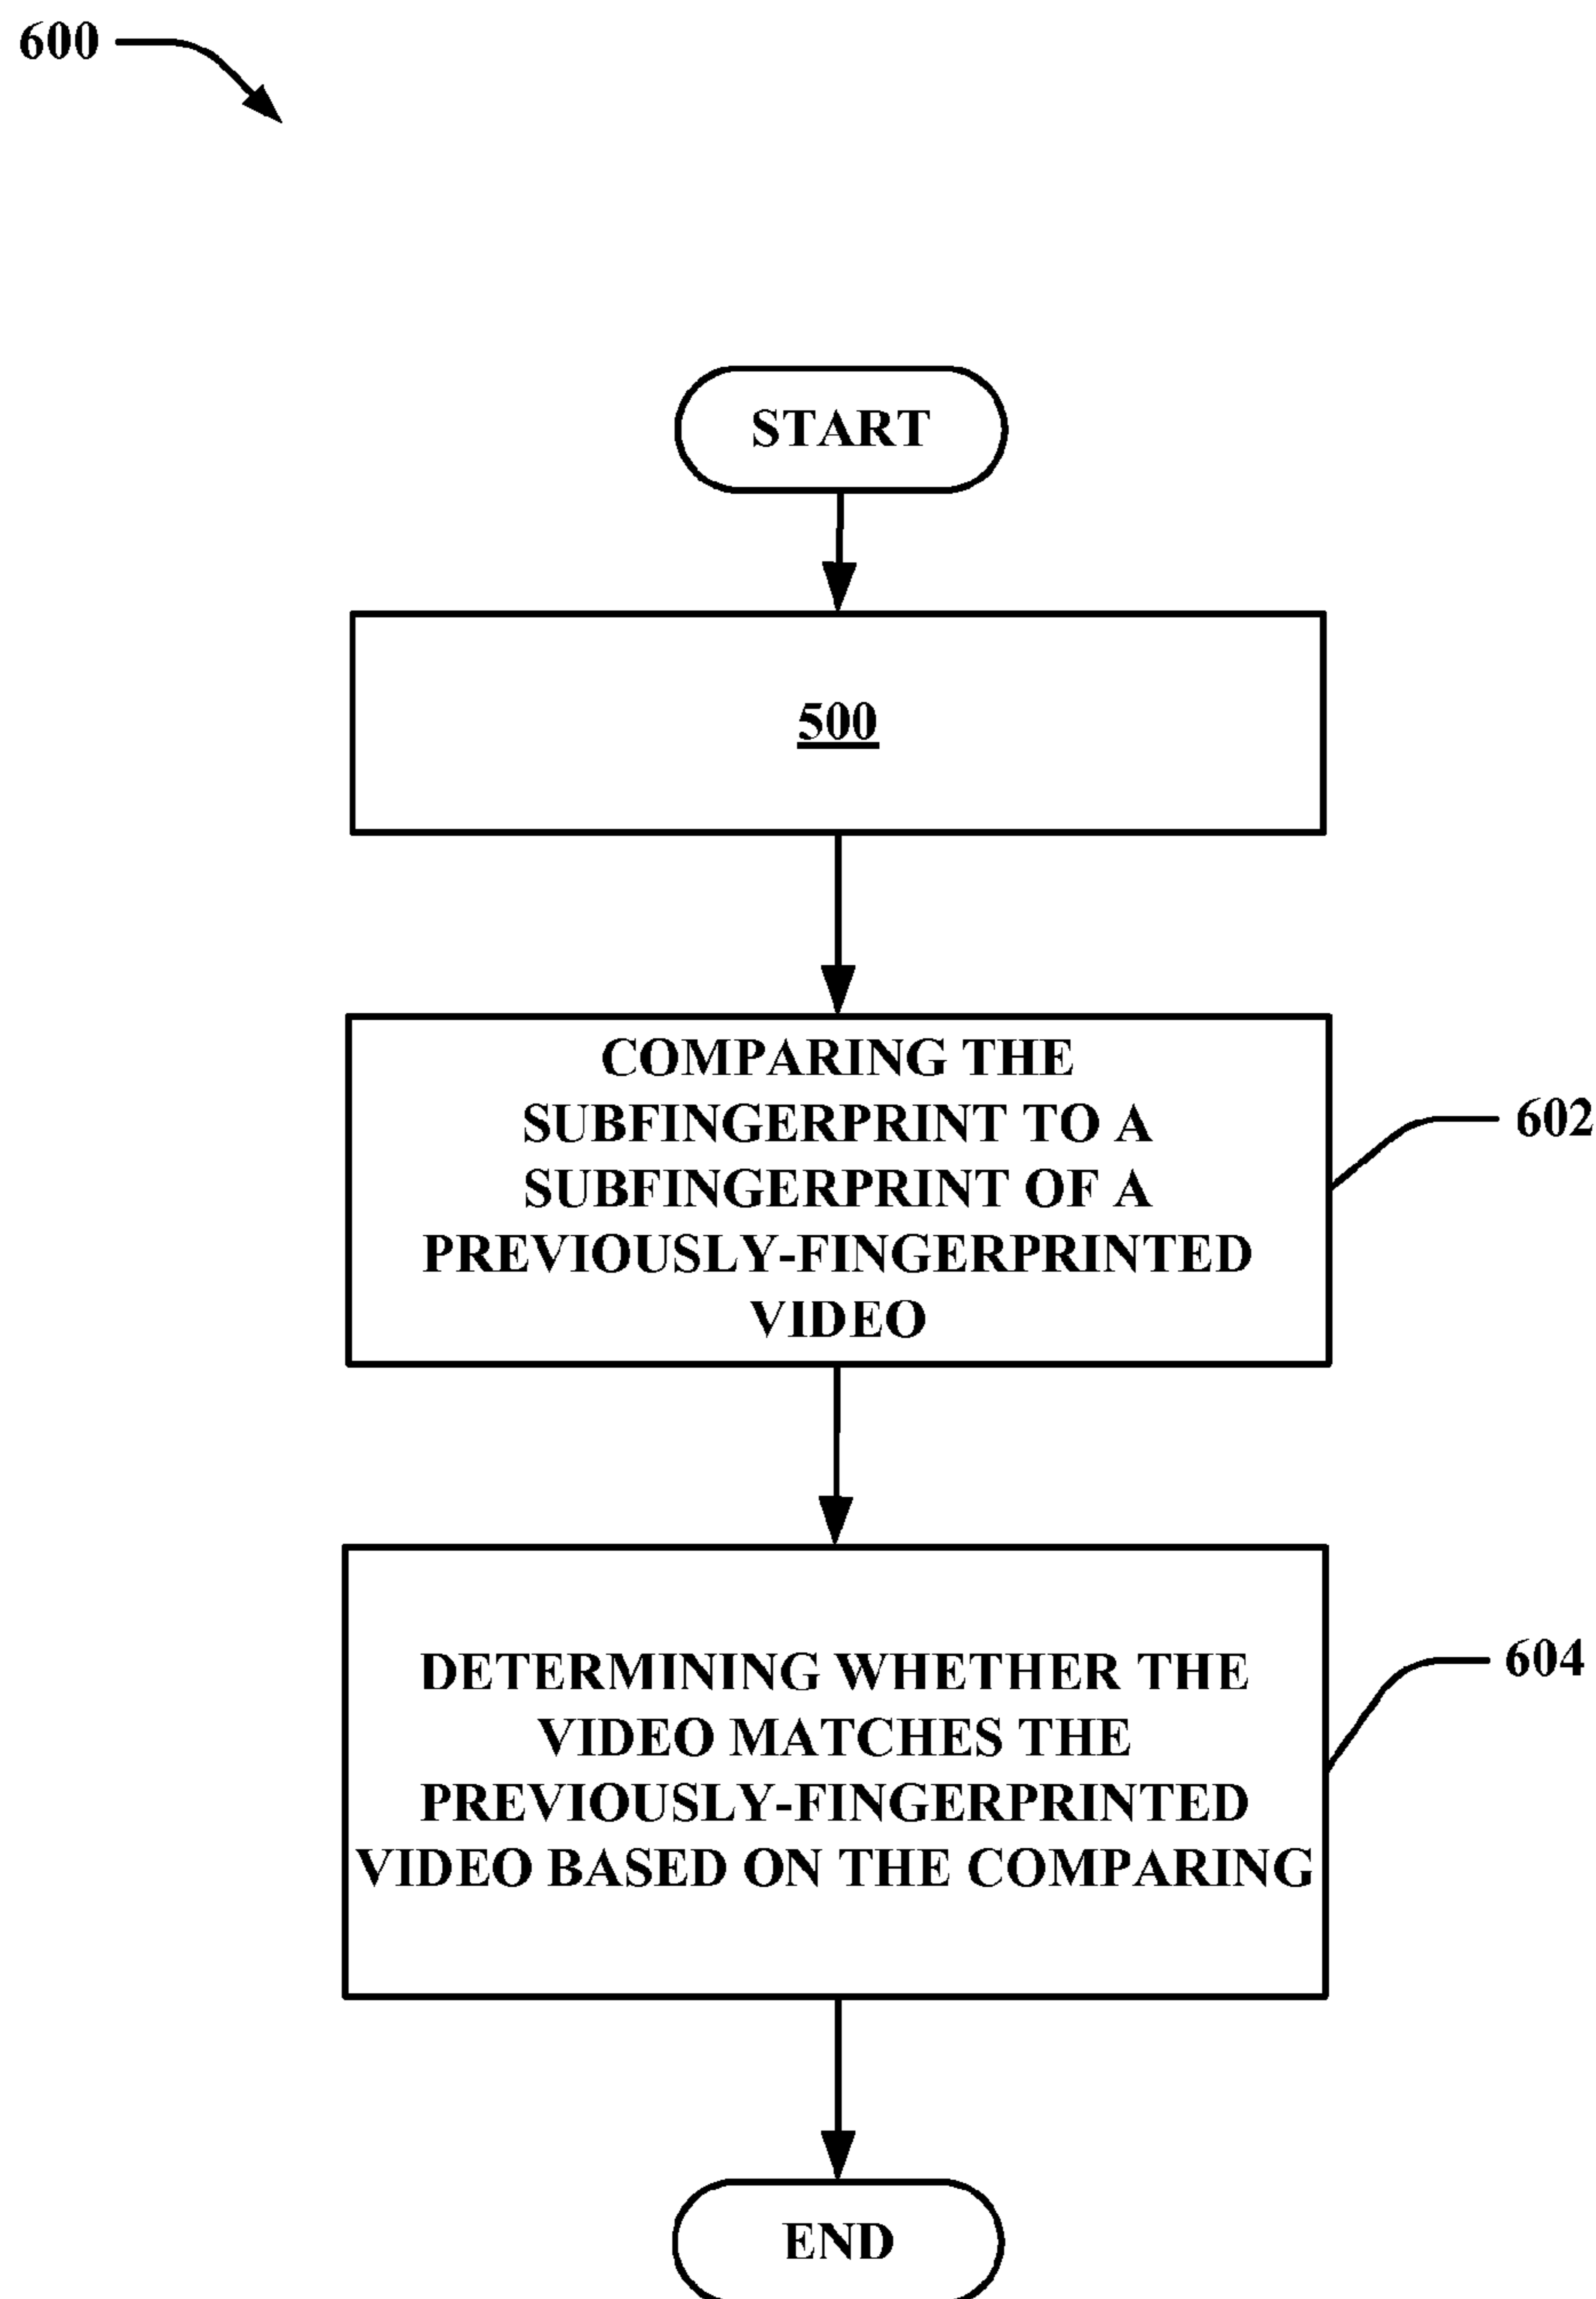 600
START
500
COMPARING THE
SUBFINGERPRINT TO A
SUBFINGERPRINT OF A
PREVIOUSLY-FINGERPRINTED
VIDEO
602
DETERMINING WHETHER THE
VIDEO MATCHES THE
PREVIOUSLY-FINGERPRINTED
VIDEO BASED ON THE COMPARING
604
END